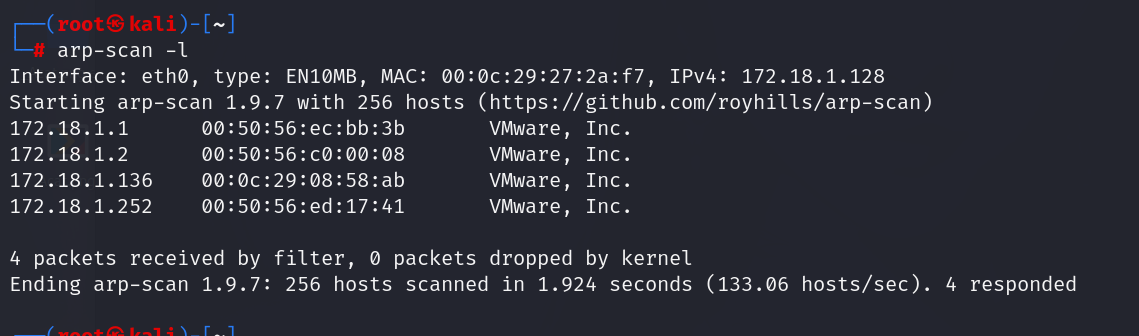 ┌──(root㉿kali)-[~]
└─# arp-scan -l
Interface: eth0, type: EN10MB, MAC: 00:0c:29:27:2a:f7, IPv4: 172.18.1.128
Starting arp-scan 1.9.7 with 256 hosts (https://github.com/royhills/arp-scan)
172.18.1.1      00:50:56:ec:bb:3b       VMware, Inc.
172.18.1.2      00:50:56:c0:00:08       VMware, Inc.
172.18.1.136    00:0c:29:08:58:ab       VMware, Inc.
172.18.1.252    00:50:56:ed:17:41       VMware, Inc.
4 packets received by filter, 0 packets dropped by kernel
Ending arp-scan 1.9.7: 256 hosts scanned in 1.924 seconds (133.06 hosts/sec). 4 responded
┌──(root㉿kali)-[~]